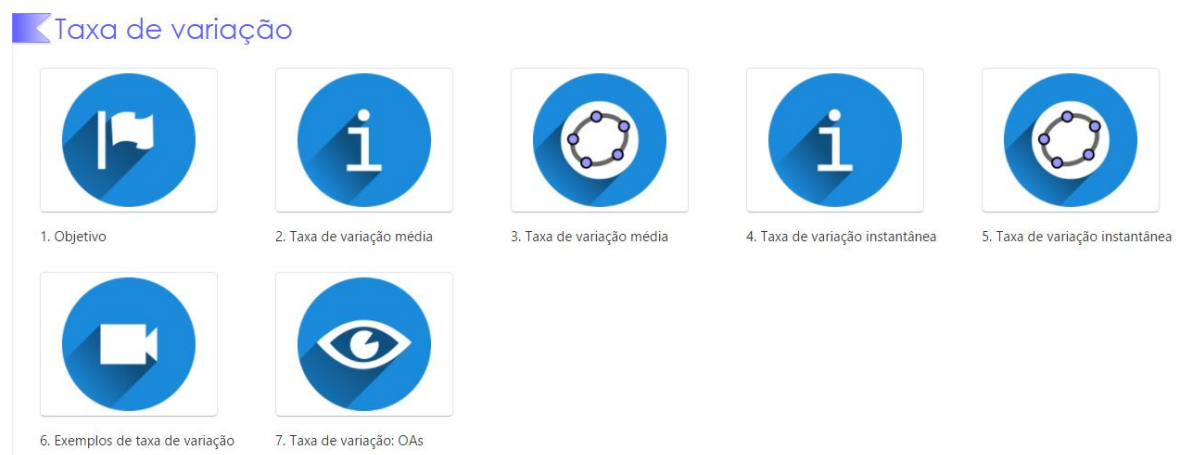 Taxa de variação
1. Objetivo
2. Taxa de variação média
3. Taxa de variação média
4. Taxa de variação instantânea
5. Taxa de variação instantânea
6. Exemplos de taxa de variação
7. Taxa de variação: OAs